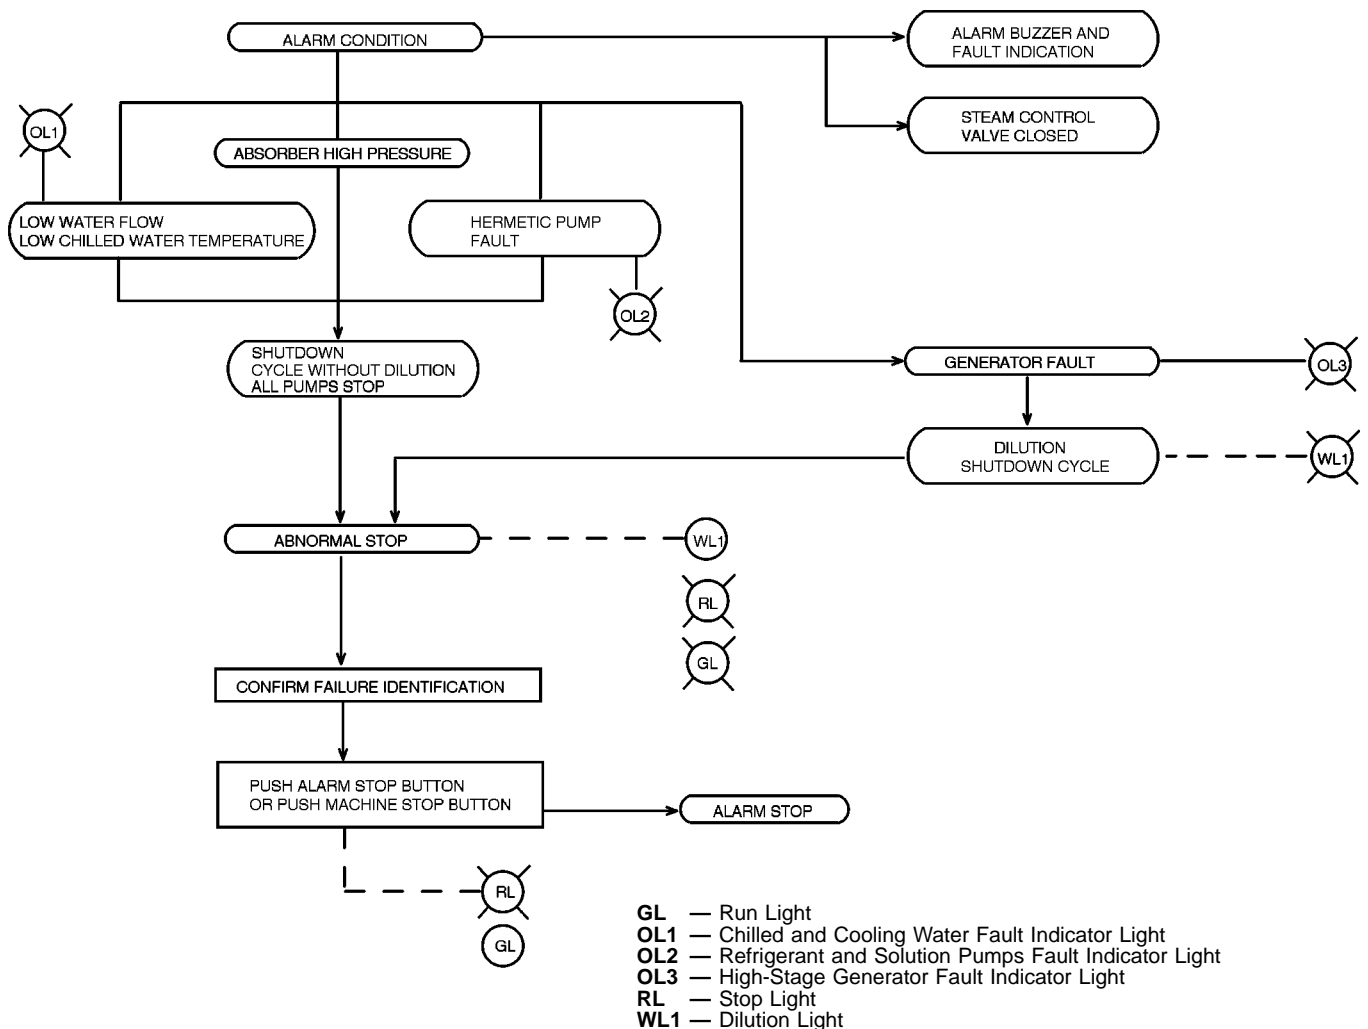 ALARM CONDITION
ALARM BUZZER AND
FAULT INDICATION
STEAM CONTROL
VALVE CLOSED
OL1
ABSORBER HIGH PRESSURE
LOW WATER FLOW
LOW CHILLED WATER TEMPERATURE
HERMETIC PUMP
FAULT
OL2
SHUTDOWN
CYCLE WITHOUT DILUTION
ALL PUMPS STOP
GENERATOR FAULT
OL3
DILUTION
SHUTDOWN CYCLE
WL1
ABNORMAL STOP
WL1
RL
GL
CONFIRM FAILURE IDENTIFICATION
PUSH ALARM STOP BUTTON
OR PUSH MACHINE STOP BUTTON
ALARM STOP
RL
GL
GL — Run Light
OL1 — Chilled and Cooling Water Fault Indicator Light
OL2 — Refrigerant and Solution Pumps Fault Indicator Light
OL3 — High-Stage Generator Fault Indicator Light
RL — Stop Light
WL1 — Dilution Light